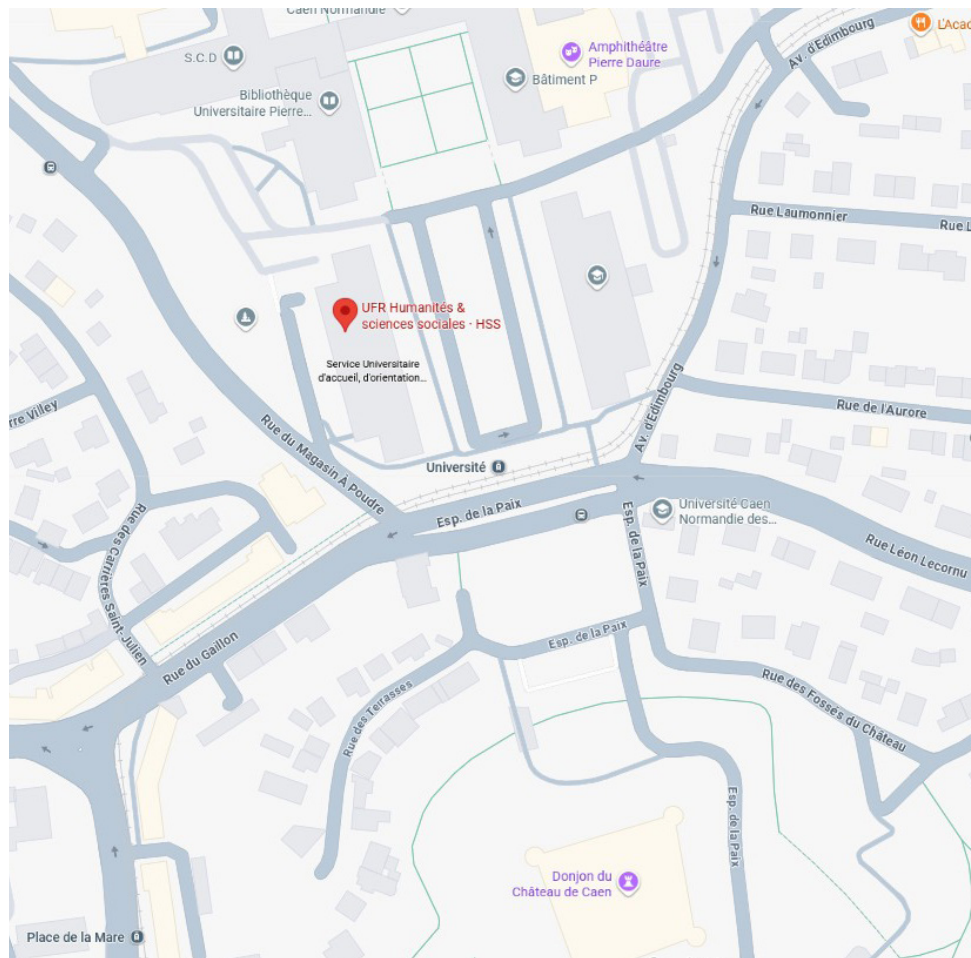 Caen Normandie
S.C.D
Bibliothèque
Universitaire Pierre...
Amphithéâtre
Pierre Daure
Bâtiment P
Av. d'Edimbourg
L'Acac
Rue Laumonnier
Rue L
UFR Humanités &
sciences sociales - HSS
Service Universitaire
d'accueil, d'orientation...
Av. d'Edimbourg
Rue de l'Aurore
rre Villey
Rue du Magasin À Poudre
Université
Esp. de la Paix
Université Caen
Normandie des...
Esp. de la Paix
Rue Léon Lecornu
Rue des Carrières Saint-Julien
Rue du Gaillon
Esp. de la Paix
Rue des Terrasses
Rue des Fossés du Château
Esp. de la Paix
Donjon du
Château de Caen
Place de la Mare